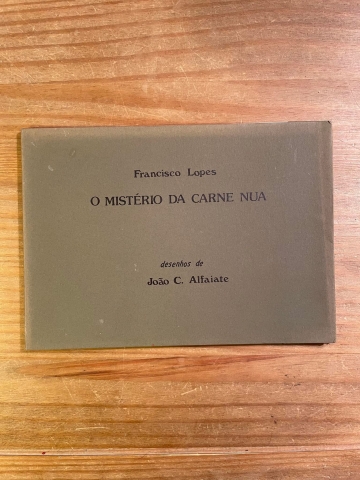 Francisco Lopes
O MISTÉRIO DA CARNE NUA
desenhos de
João C. Alfaiate